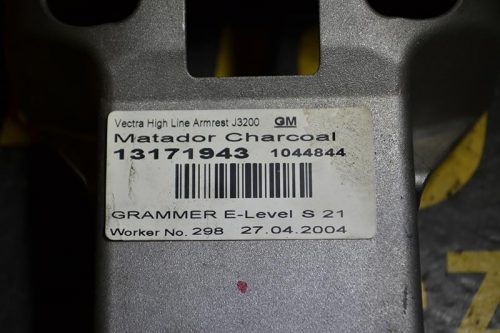 Vectra High Line Armrest J3200 GM
Matador Charcoal
13171943 1044844
GRAMMER E-Level S 21
Worker No. 298 27.04.2004